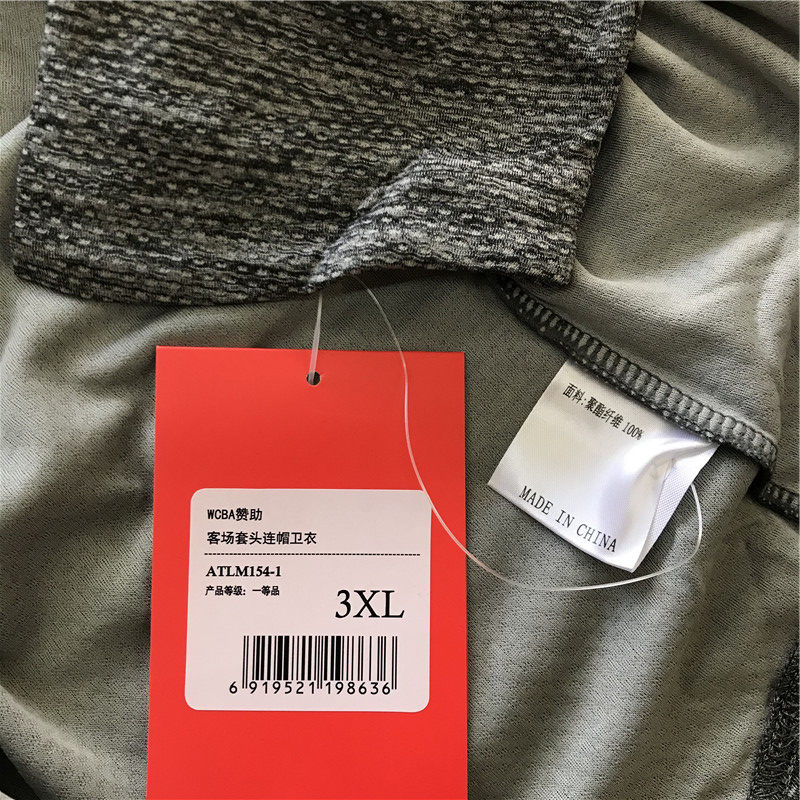 WCBA赞助
客场套头连帽卫衣
ATLM154-1
产品等级：一等品
3XL
6 919521 198636
面料:聚酯纤维 100%
MADE IN CHINA